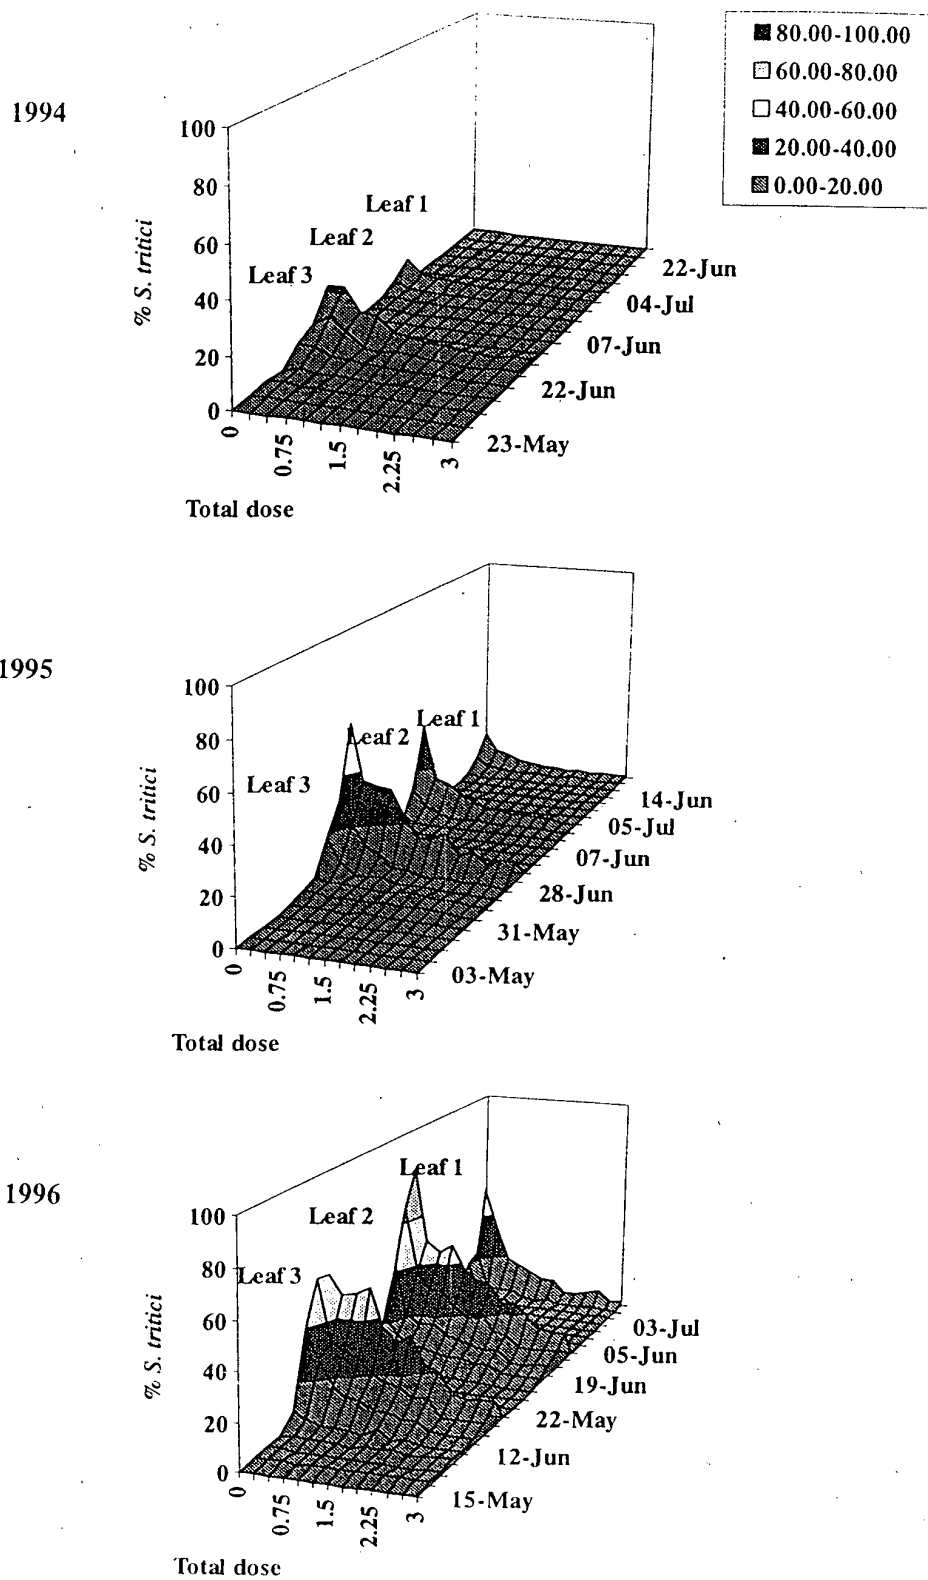 80.00-100.00
60.00-80.00
40.00-60.00
20.00-40.00
0.00-20.00
1994
% S. tritici
100
80
60
40
20
0
Leaf 1
Leaf 2
Leaf 3
0
0.75
1.5
2.25
3
22-Jun
04-Jul
07-Jun
22-Jun
23-May
Total dose
1995
% S. tritici
100
80
60
40
20
0
Leaf 1
Leaf 2
Leaf 3
0
0.75
1.5
2.25
3
14-Jun
05-Jul
07-Jun
28-Jun
31-May
03-May
Total dose
1996
% S. tritici
100
80
60
40
20
0
Leaf 1
Leaf 2
Leaf 3
0
0.75
1.5
2.25
3
03-Jul
05-Jun
19-Jun
22-May
12-Jun
15-May
Total dose